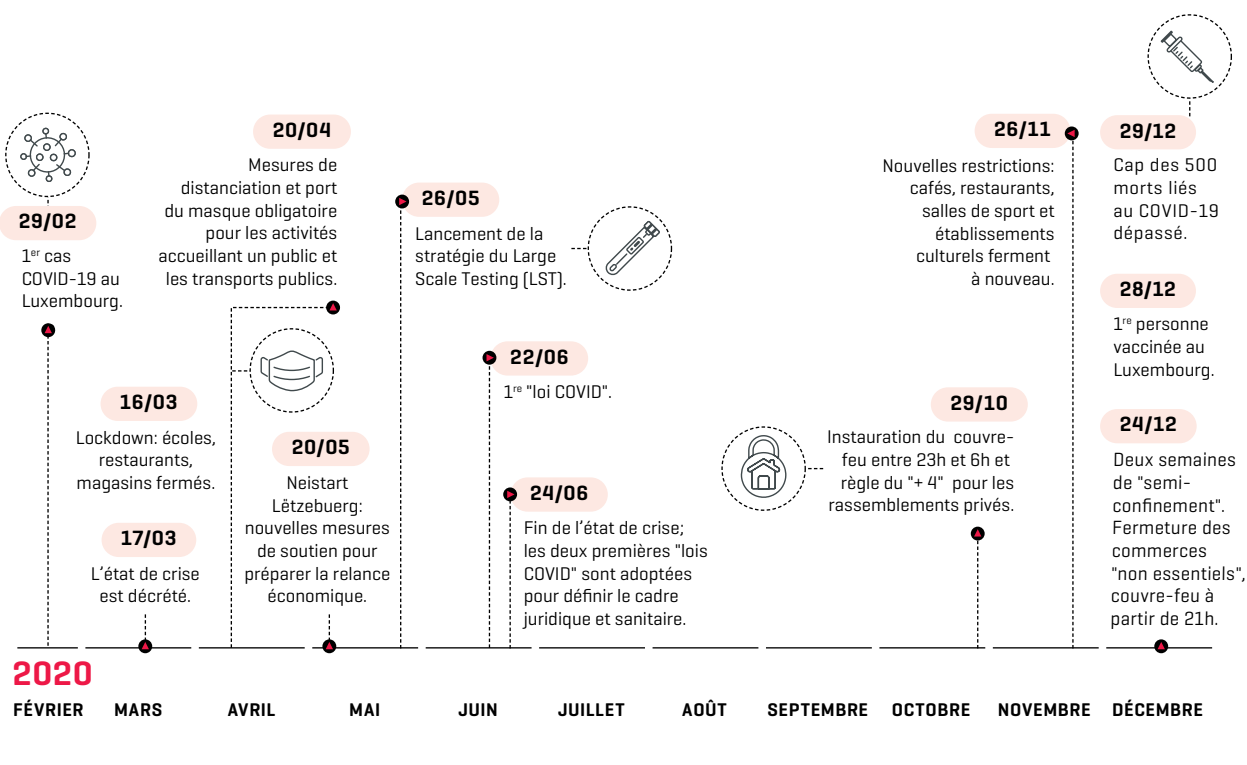 29/02
1er cas
COVID-19 au
Luxembourg.
16/03
Lockdown: écoles,
restaurants,
magasins fermés.
17/03
L'état de crise
est décrété.
20/04
Mesures de
distanciation et port
du masque obligatoire
pour les activités
accueillant un public et
les transports publics.
20/05
Neistart
Lëtzebuerg:
nouvelles mesures
de soutien pour
préparer la relance
économique.
26/05
Lancement de la
stratégie du Large
Scale Testing (LST).
22/06
1re "loi COVID".
24/06
Fin de l'état de crise;
les deux premières "lois
COVID" sont adoptées
pour définir le cadre
juridique et sanitaire.
29/10
Instauration du couvre-
feu entre 23h et 6h et
règle du "+ 4" pour les
rassemblements privés.
26/11
Nouvelles restrictions:
cafés, restaurants,
salles de sport et
établissements
culturels ferment
à nouveau.
29/12
Cap des 500
morts liés
au COVID-19
dépassé.
28/12
1re personne
vaccinée au
Luxembourg.
24/12
Deux semaines
de "semi-
confinement".
Fermeture des
commerces
"non essentiels",
couvre-feu à
partir de 21h.
2020
FÉVRIER MARS AVRIL MAI JUIN JUILLET AOÛT SEPTEMBRE OCTOBRE NOVEMBRE DÉCEMBRE